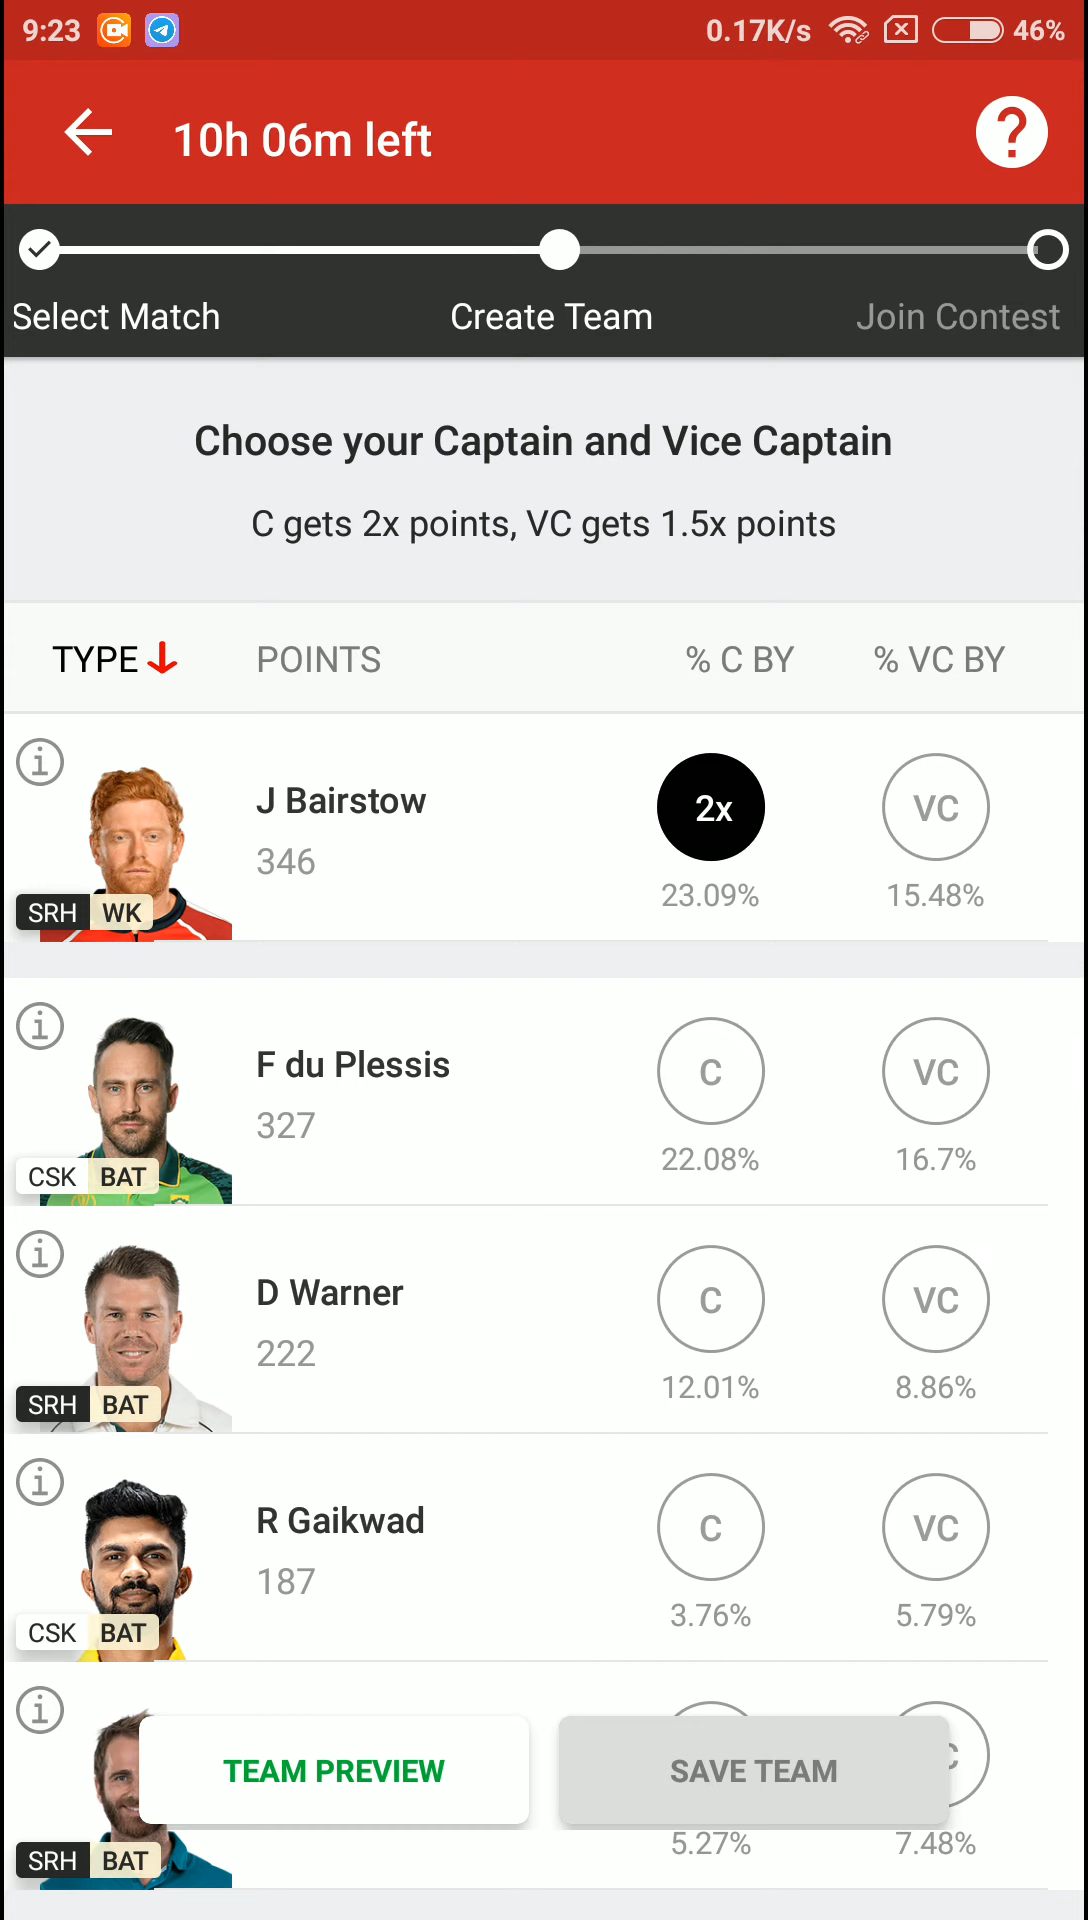 9:23 0.17K/s 46%
10h 06m left ?
Select Match Create Team Join Contest
Choose your Captain and Vice Captain
C gets 2x points, VC gets 1.5x points
TYPE POINTS % C BY % VC BY
J Bairstow 2x VC
346 23.09% 15.48%
SRH WK
F du Plessis C VC
327 22.08% 16.7%
CSK BAT
D Warner C VC
222 12.01% 8.86%
SRH BAT
R Gaikwad C VC
187 3.76% 5.79%
CSK BAT
TEAM PREVIEW SAVE TEAM
5.27% 7.48%
SRH BAT